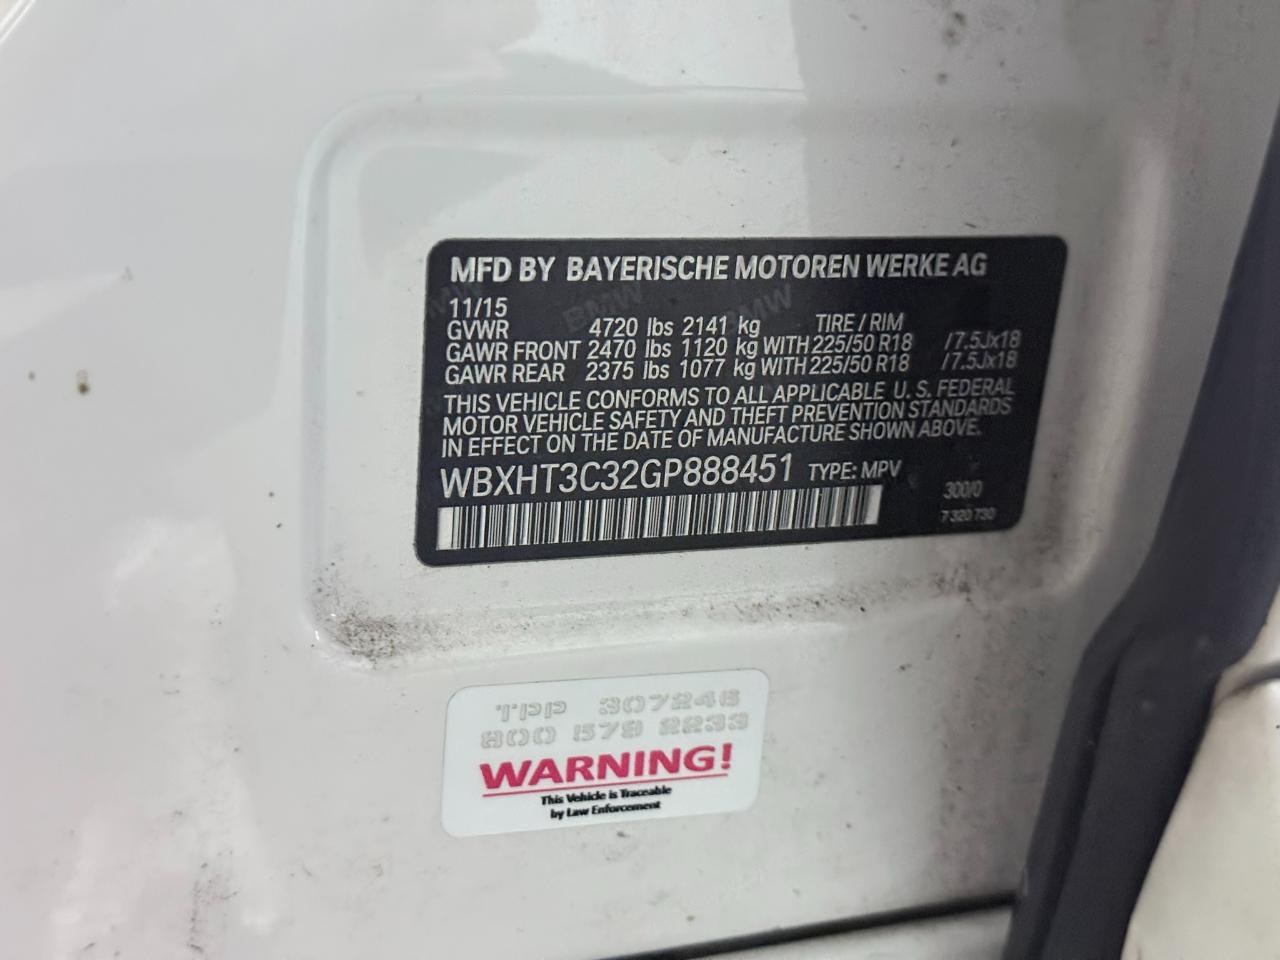 MFD BY BAYERISCHE MOTOREN WERKE AG
11/15
GVWR 4720 lbs 2141 kg TIRE / RIM
GAWR FRONT 2470 lbs 1120 kg WITH 225/50 R18 /7.5Jx18
GAWR REAR 2375 lbs 1077 kg WITH 225/50 R18 /7.5Jx18
THIS VEHICLE CONFORMS TO ALL APPLICABLE U. S. FEDERAL
MOTOR VEHICLE SAFETY AND THEFT PREVENTION STANDARDS
IN EFFECT ON THE DATE OF MANUFACTURE SHOWN ABOVE.
WBXHT3C32GP888451 TYPE: MPV
300/0
7 320 730
TPP 307246
800 579 2233
WARNING!
This Vehicle is Traceable
by Law Enforcement